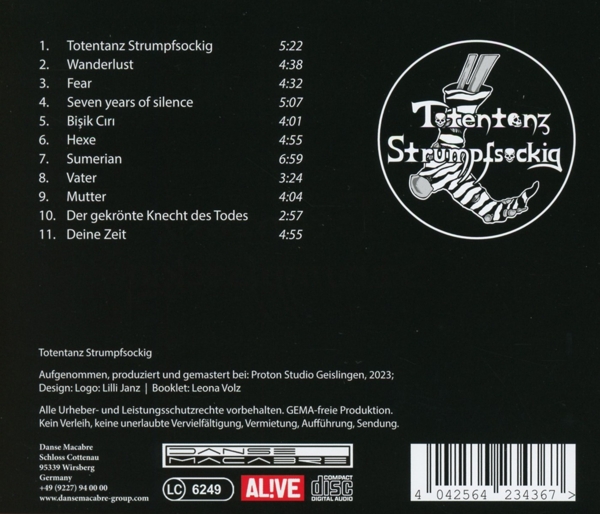 1. Totentanz Strumpfsockig 5:22
2. Wanderlust 4:38
3. Fear 4:32
4. Seven years of silence 5:07
5. Bişik Cırı 4:01
6. Hexe 4:55
7. Sumerian 6:59
8. Vater 3:24
9. Mutter 4:04
10. Der gekrönte Knecht des Todes 2:57
11. Deine Zeit 4:55
Totentanz
Strumpfsockig
Totentanz Strumpfsockig
Aufgenommen, produziert und gemastert bei: Proton Studio Geislingen, 2023;
Design: Logo: Lilli Janz | Booklet: Leona Volz
Alle Urheber- und Leistungsschutzrechte vorbehalten. GEMA-freie Produktion.
Kein Verleih, keine unerlaubte Vervielfältigung, Vermietung, Aufführung, Sendung.
Danse Macabre
Schloss Cottenau
95339 Wirsberg
Germany
+49 (9227) 94 00 00
www.dansemacabre-group.com
DANSE
MACABRE
LC 6249
AL!VE
COMPACT
disc
DIGITAL AUDIO
4 042564 234367 >